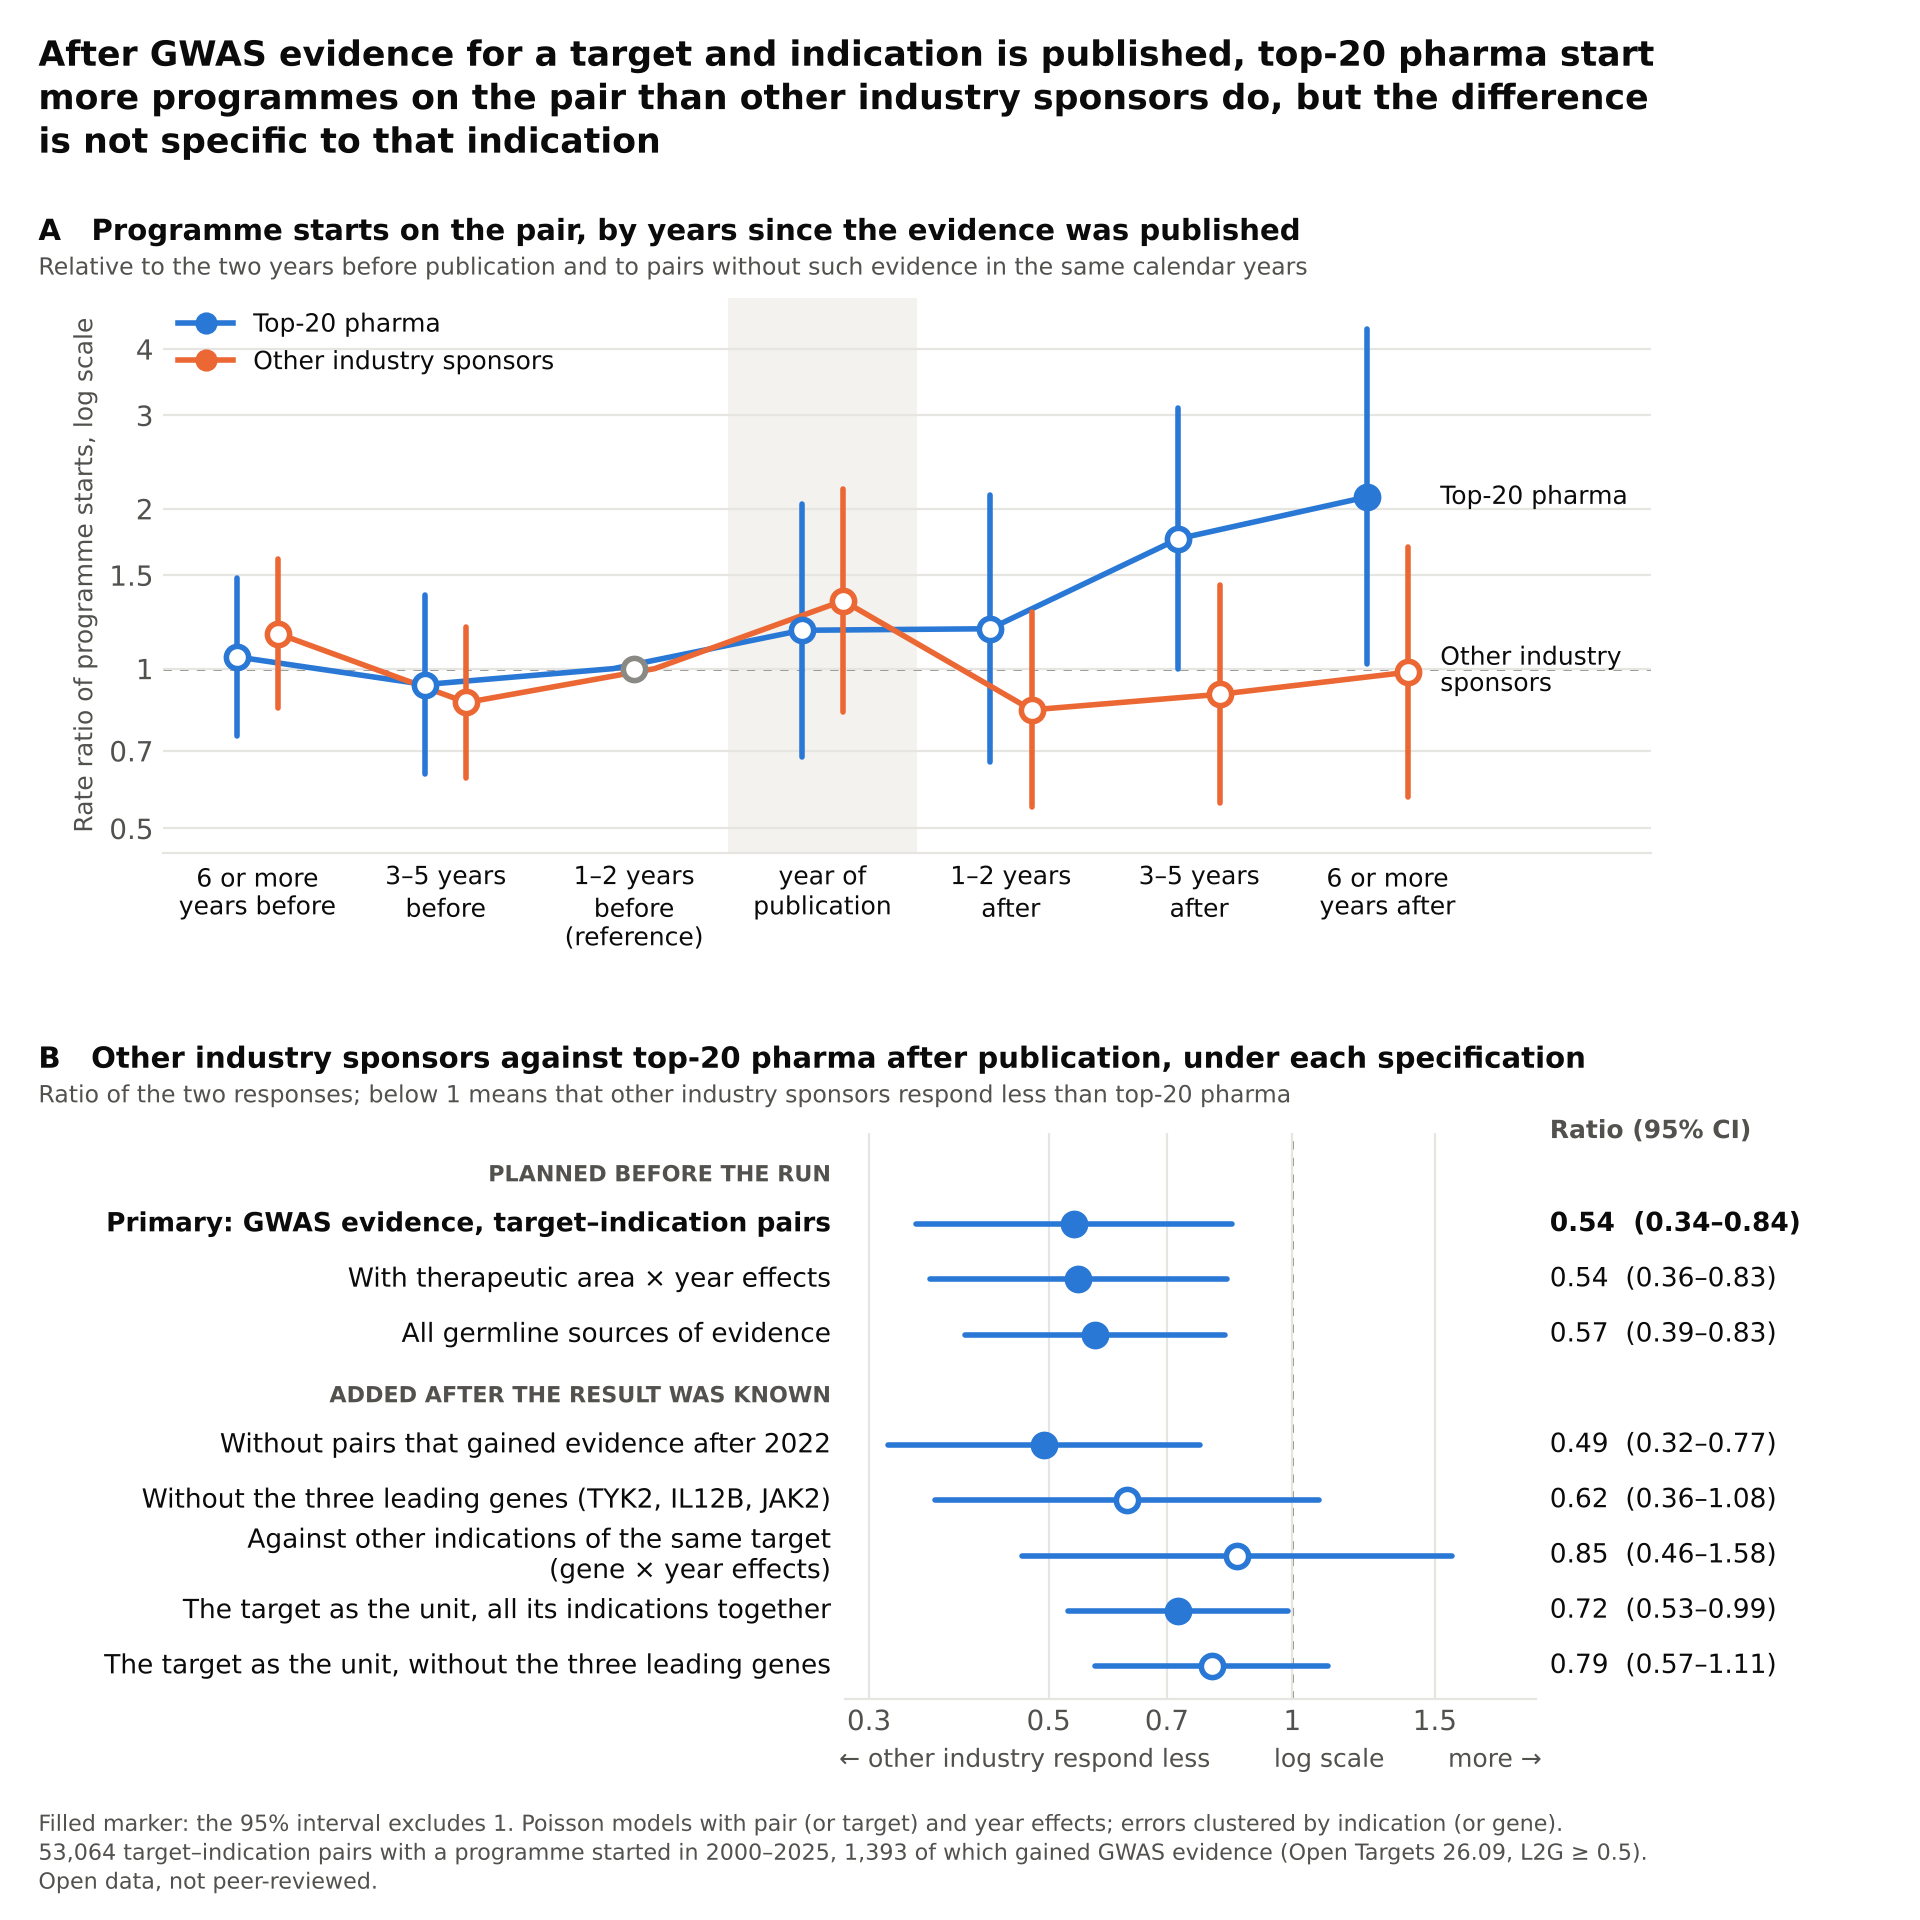 After GWAS evidence for a target and indication is published, top-20 pharma start
more programmes on the pair than other industry sponsors do, but the difference
is not specific to that indication
A Programme starts on the pair, by years since the evidence was published
Relative to the two years before publication and to pairs without such evidence in the same calendar years
Rate ratio of programme starts, log scale
Top-20 pharma
Other industry sponsors
4
3
2
1.5
1
0.7
0.5
Top-20 pharma
Other industry
sponsors
6 or more
years before
3–5 years
before
1–2 years
before
(reference)
year of
publication
1–2 years
after
3–5 years
after
6 or more
years after
B Other industry sponsors against top-20 pharma after publication, under each specification
Ratio of the two responses; below 1 means that other industry sponsors respond less than top-20 pharma
Ratio (95% CI)
PLANNED BEFORE THE RUN
Primary: GWAS evidence, target–indication pairs 0.54 (0.34–0.84)
With therapeutic area × year effects 0.54 (0.36–0.83)
All germline sources of evidence 0.57 (0.39–0.83)
ADDED AFTER THE RESULT WAS KNOWN
Without pairs that gained evidence after 2022 0.49 (0.32–0.77)
Without the three leading genes (TYK2, IL12B, JAK2) 0.62 (0.36–1.08)
Against other indications of the same target
(gene × year effects) 0.85 (0.46–1.58)
The target as the unit, all its indications together 0.72 (0.53–0.99)
The target as the unit, without the three leading genes 0.79 (0.57–1.11)
0.3 0.5 0.7 1 1.5
← other industry respond less log scale more →
Filled marker: the 95% interval excludes 1. Poisson models with pair (or target) and year effects; errors clustered by indication (or gene).
53,064 target–indication pairs with a programme started in 2000–2025, 1,393 of which gained GWAS evidence (Open Targets 26.09, L2G ≥ 0.5).
Open data, not peer-reviewed.